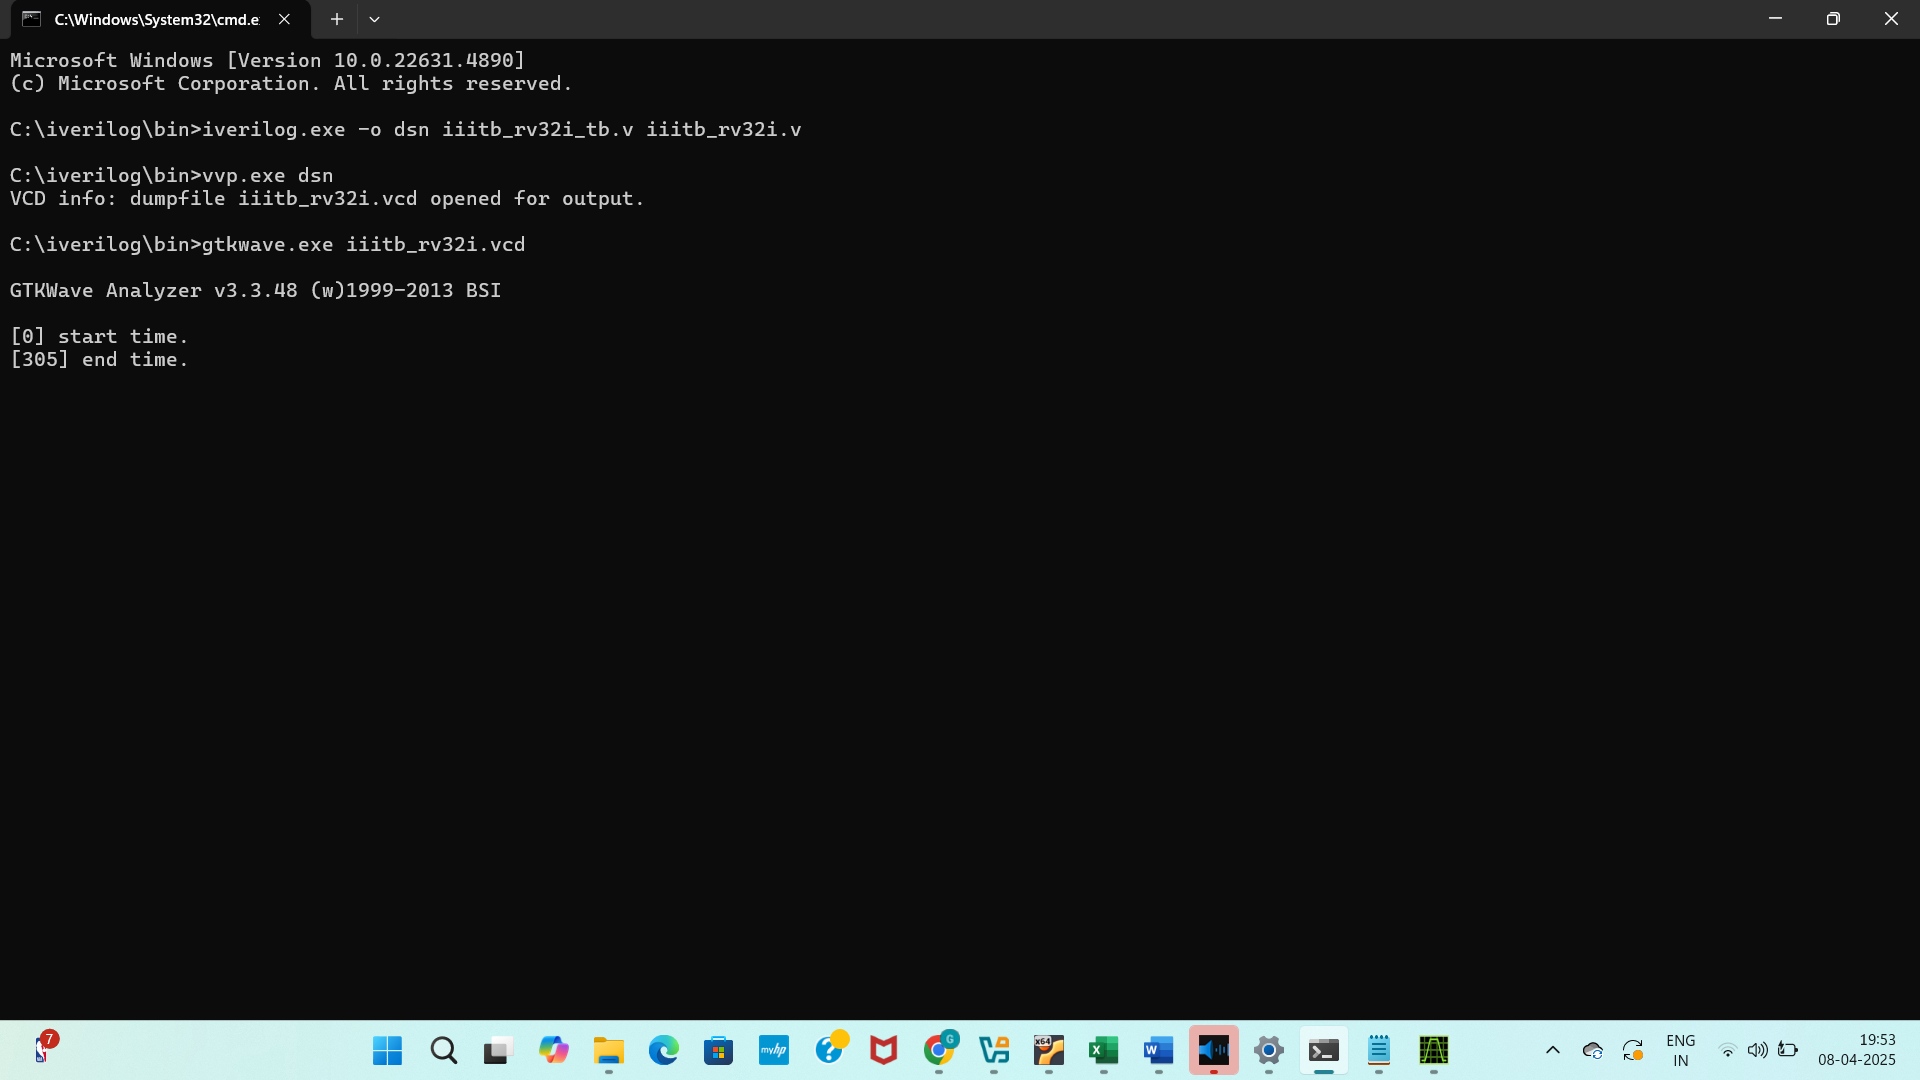 C:\Windows\System32\cmd.e
Microsoft Windows [Version 10.0.22631.4890]
(c) Microsoft Corporation. All rights reserved.
C:\iverilog\bin>iverilog.exe -o dsn iiitb_rv32i_tb.v iiitb_rv32i.v
C:\iverilog\bin>vvp.exe dsn
VCD info: dumpfile iiitb_rv32i.vcd opened for output.
C:\iverilog\bin>gtkwave.exe iiitb_rv32i.vcd
GTKWave Analyzer v3.3.48 (w)1999-2013 BSI
[0] start time.
[305] end time.
7
myhp
G
x64
X
W
ENG
IN
19:53
08-04-2025